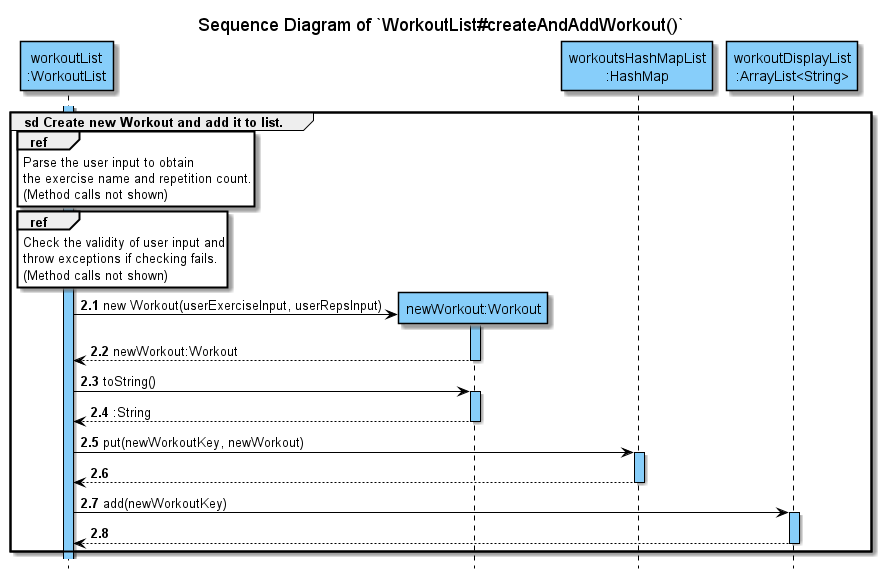 Sequence Diagram of `WorkoutList#createAndAddWorkout()`
workoutList
:WorkoutList
workoutsHashMapList
:HashMap
workoutDisplayList
:ArrayList<String>
sd Create new Workout and add it to list.
ref
Parse the user input to obtain
the exercise name and repetition count.
(Method calls not shown)
ref
Check the validity of user input and
throw exceptions if checking fails.
(Method calls not shown)
2.1 new Workout(userExerciseInput, userRepsInput)
newWorkout:Workout
2.2 newWorkout:Workout
2.3 toString()
2.4 :String
2.5 put(newWorkoutKey, newWorkout)
2.6
2.7 add(newWorkoutKey)
2.8